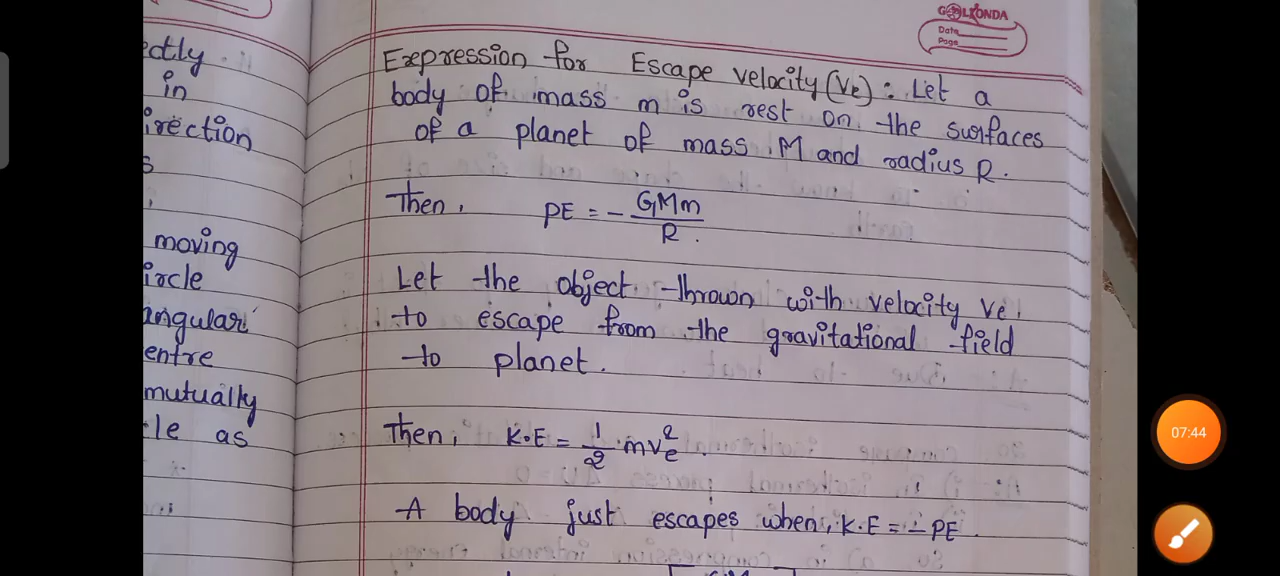 GOLKONDA
Date
Page
ectly
in
irection
s
moving
ircle
angular
entre
mutually
le as
Expression for Escape velocity (Ve) : Let a
body of mass m is rest on the surfaces
of a planet of mass M and radius R.
Then, PE = - GMm / R.
Let the object thrown with velocity Ve
to escape from the gravitational field
to planet.
Then, K.E = 1/2 mve².
A body just escapes when, K.E = - PE.
07:44